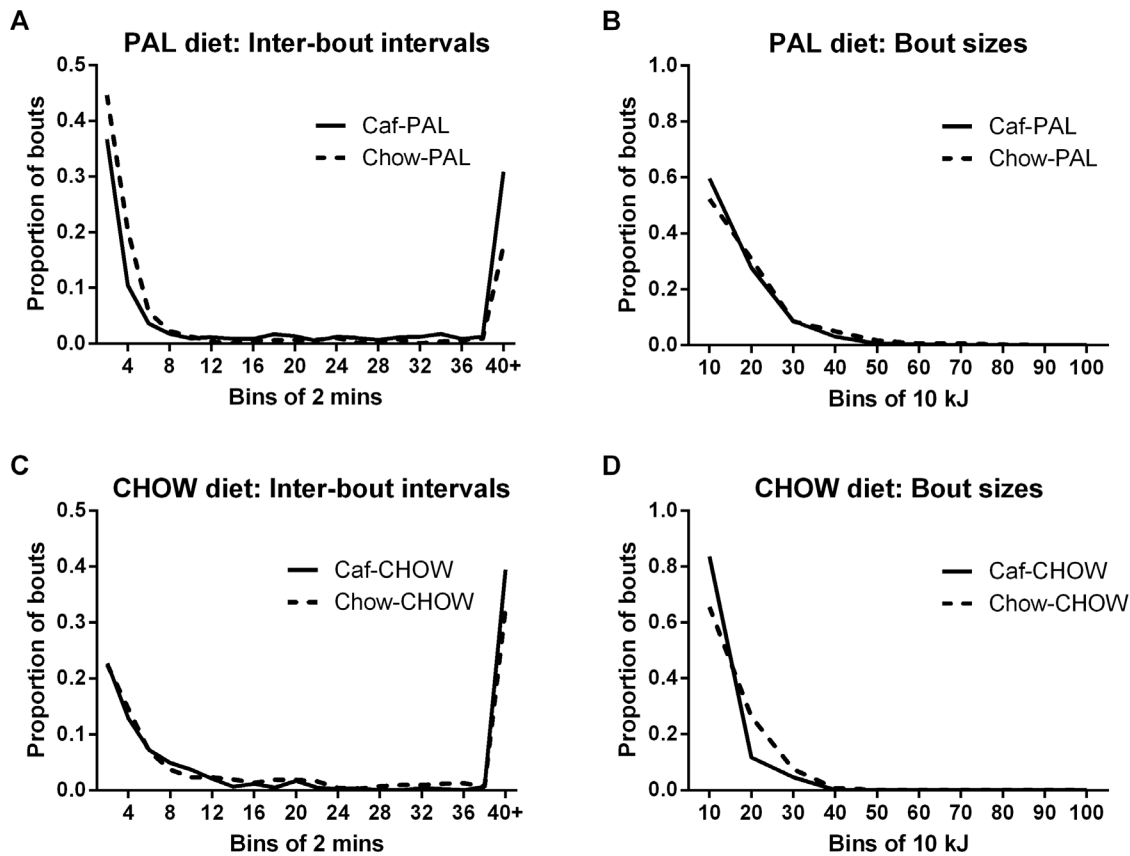 A
PAL diet: Inter-bout intervals
Proportion of bouts
0.5
0.4
0.3
0.2
0.1
0.0
Caf-PAL
Chow-PAL
4 8 12 16 20 24 28 32 36 40+
Bins of 2 mins
B
PAL diet: Bout sizes
Proportion of bouts
1.0
0.8
0.6
0.4
0.2
0.0
Caf-PAL
Chow-PAL
10 20 30 40 50 60 70 80 90 100
Bins of 10 kJ
C
CHOW diet: Inter-bout intervals
Proportion of bouts
0.5
0.4
0.3
0.2
0.1
0.0
Caf-CHOW
Chow-CHOW
4 8 12 16 20 24 28 32 36 40+
Bins of 2 mins
D
CHOW diet: Bout sizes
Proportion of bouts
1.0
0.8
0.6
0.4
0.2
0.0
Caf-CHOW
Chow-CHOW
10 20 30 40 50 60 70 80 90 100
Bins of 10 kJ